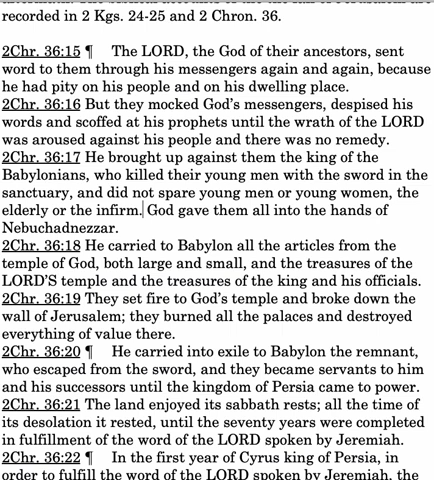 recorded in 2 Kgs. 24-25 and 2 Chron. 36.
2Chr. 36:15 ¶ The LORD, the God of their ancestors, sent
word to them through his messengers again and again, because
he had pity on his people and on his dwelling place.
2Chr. 36:16 But they mocked God’s messengers, despised his
words and scoffed at his prophets until the wrath of the LORD
was aroused against his people and there was no remedy.
2Chr. 36:17 He brought up against them the king of the
Babylonians, who killed their young men with the sword in the
sanctuary, and did not spare young men or young women, the
elderly or the infirm. God gave them all into the hands of
Nebuchadnezzar.
2Chr. 36:18 He carried to Babylon all the articles from the
temple of God, both large and small, and the treasures of the
LORD’S temple and the treasures of the king and his officials.
2Chr. 36:19 They set fire to God’s temple and broke down the
wall of Jerusalem; they burned all the palaces and destroyed
everything of value there.
2Chr. 36:20 ¶ He carried into exile to Babylon the remnant,
who escaped from the sword, and they became servants to him
and his successors until the kingdom of Persia came to power.
2Chr. 36:21 The land enjoyed its sabbath rests; all the time of
its desolation it rested, until the seventy years were completed
in fulfillment of the word of the LORD spoken by Jeremiah.
2Chr. 36:22 ¶ In the first year of Cyrus king of Persia, in
order to fulfill the word of the LORD spoken by Jeremiah, the